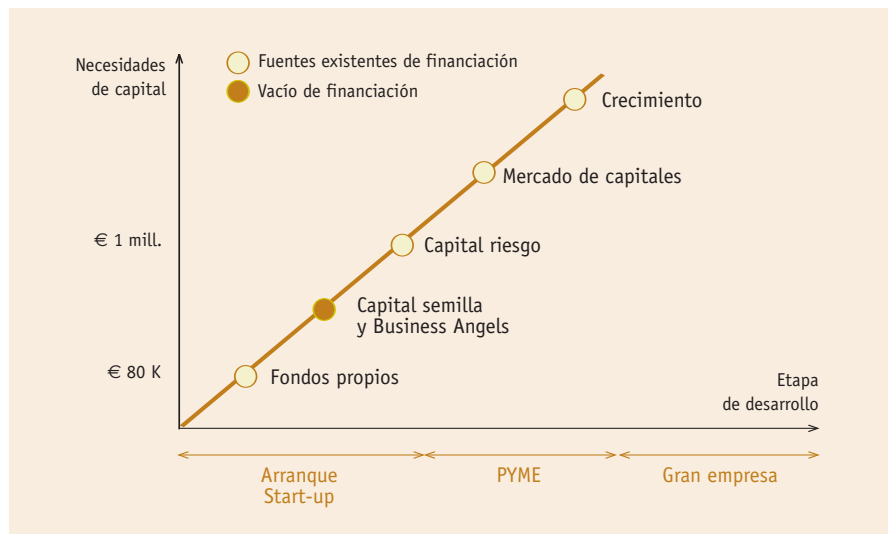 Necesidades
de capital
Fuentes existentes de financiación
Vacío de financiación
Crecimiento
Mercado de capitales
€ 1 mill.
Capital riesgo
Capital semilla
y Business Angels
€ 80 K
Fondos propios
Etapa
de desarrollo
Arranque
Start-up
PYME
Gran empresa